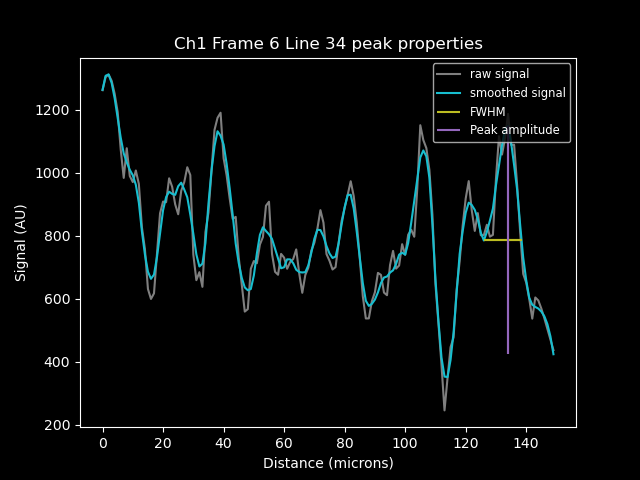 Ch1 Frame 6 Line 34 peak properties
raw signal
smoothed signal
FWHM
Peak amplitude
1200
1000
800
600
400
200
Signal (AU)
0 20 40 60 80 100 120 140
Distance (microns)